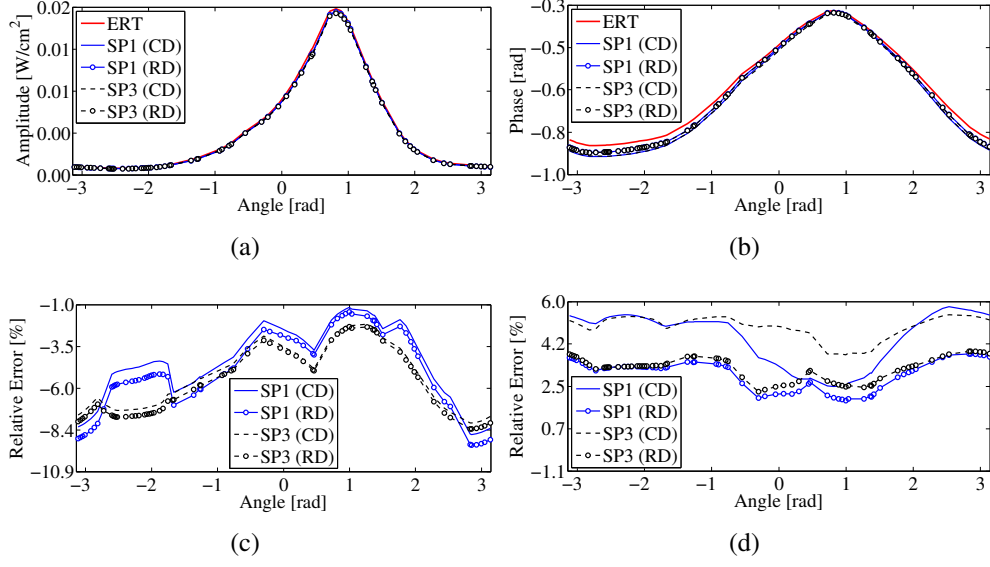 0.02
0.01
0.01
0.00
0.00
Amplitude [W/cm2]
ERT
SP1 (CD)
SP1 (RD)
SP3 (CD)
SP3 (RD)
−3 −2 −1 0 1 2 3
Angle [rad]
(a)
−0.3
−0.5
−0.6
−0.8
−1.0
Phase [rad]
ERT
SP1 (CD)
SP1 (RD)
SP3 (CD)
SP3 (RD)
−3 −2 −1 0 1 2 3
Angle [rad]
(b)
−1.0
−3.5
−6.0
−8.4
−10.9
Relative Error [%]
SP1 (CD)
SP1 (RD)
SP3 (CD)
SP3 (RD)
−3 −2 −1 0 1 2 3
Angle [rad]
(c)
6.0
4.2
2.5
0.7
−1.1
Relative Error [%]
SP1 (CD)
SP1 (RD)
SP3 (CD)
SP3 (RD)
−3 −2 −1 0 1 2 3
Angle [rad]
(d)